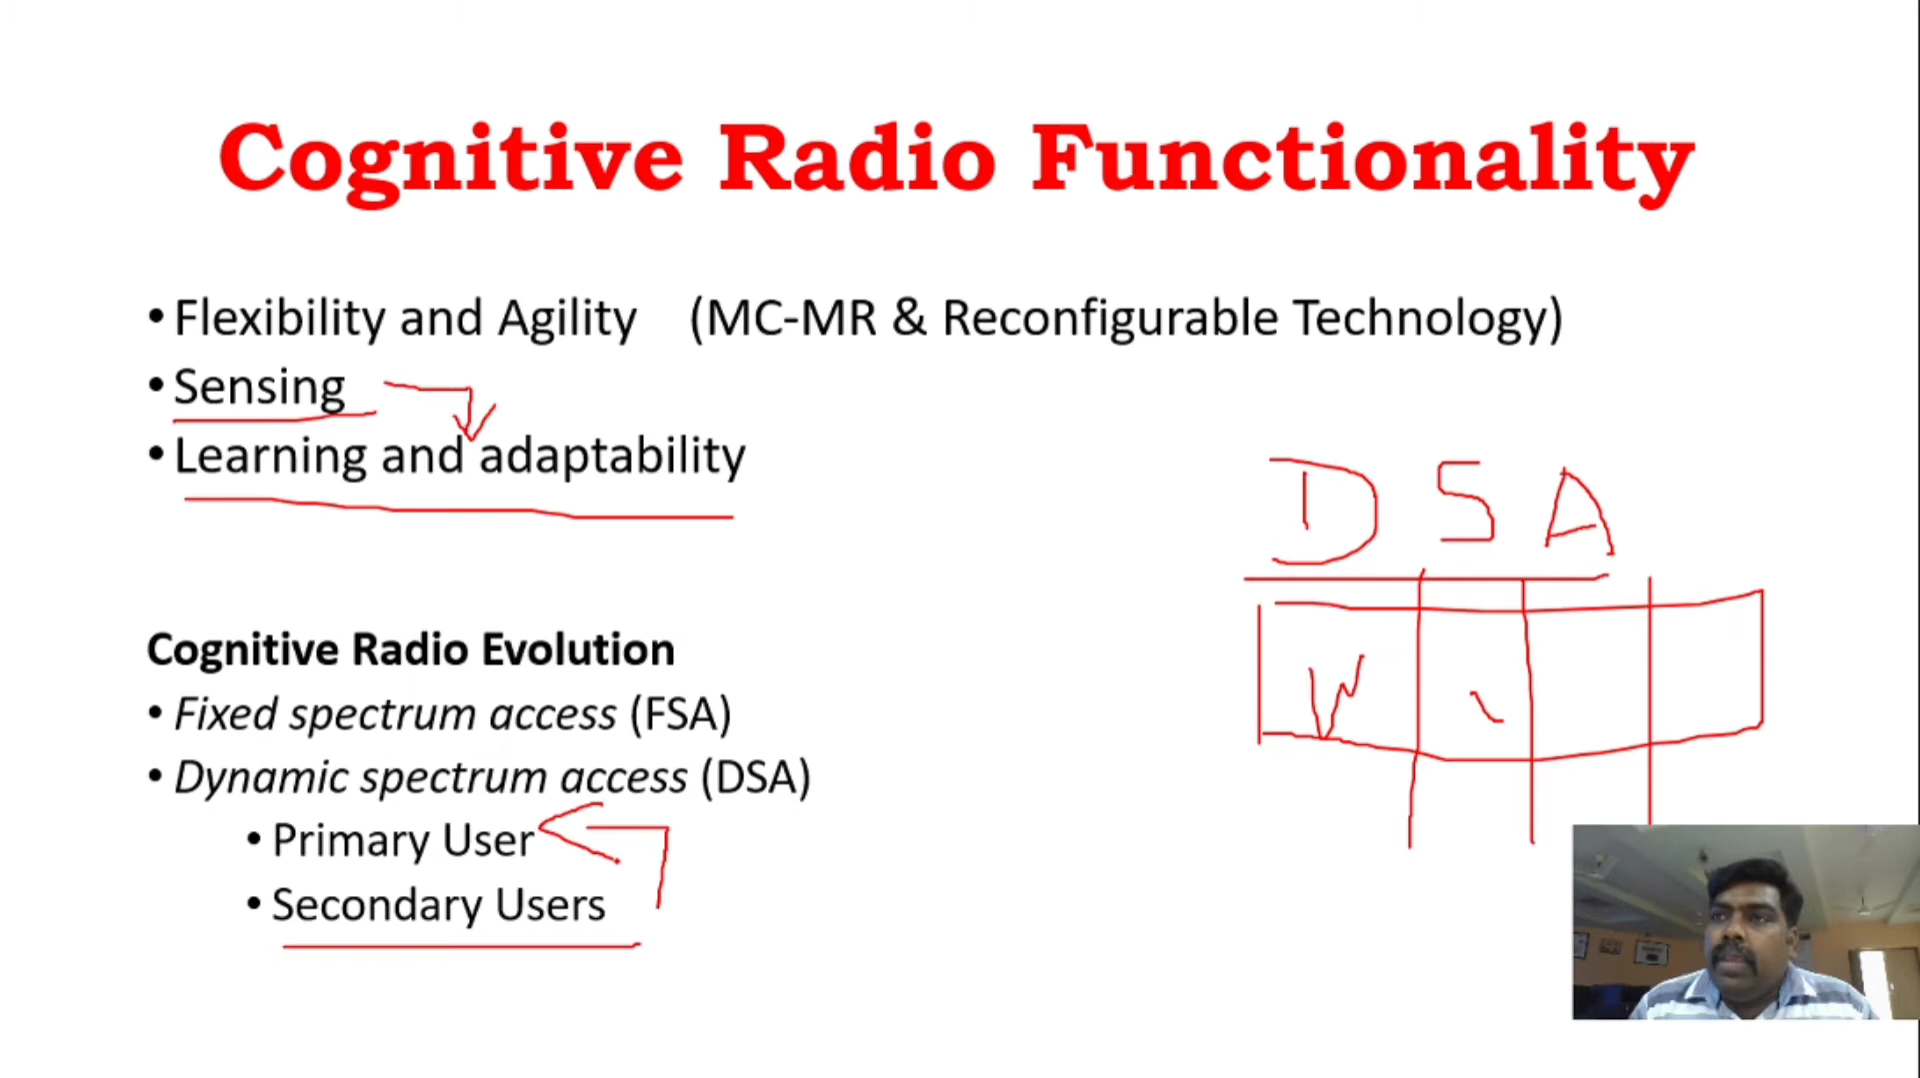 Cognitive Radio Functionality
• Flexibility and Agility (MC-MR & Reconfigurable Technology)
• Sensing
• Learning and adaptability
D S A
W
Cognitive Radio Evolution
• Fixed spectrum access (FSA)
• Dynamic spectrum access (DSA)
• Primary User
• Secondary Users